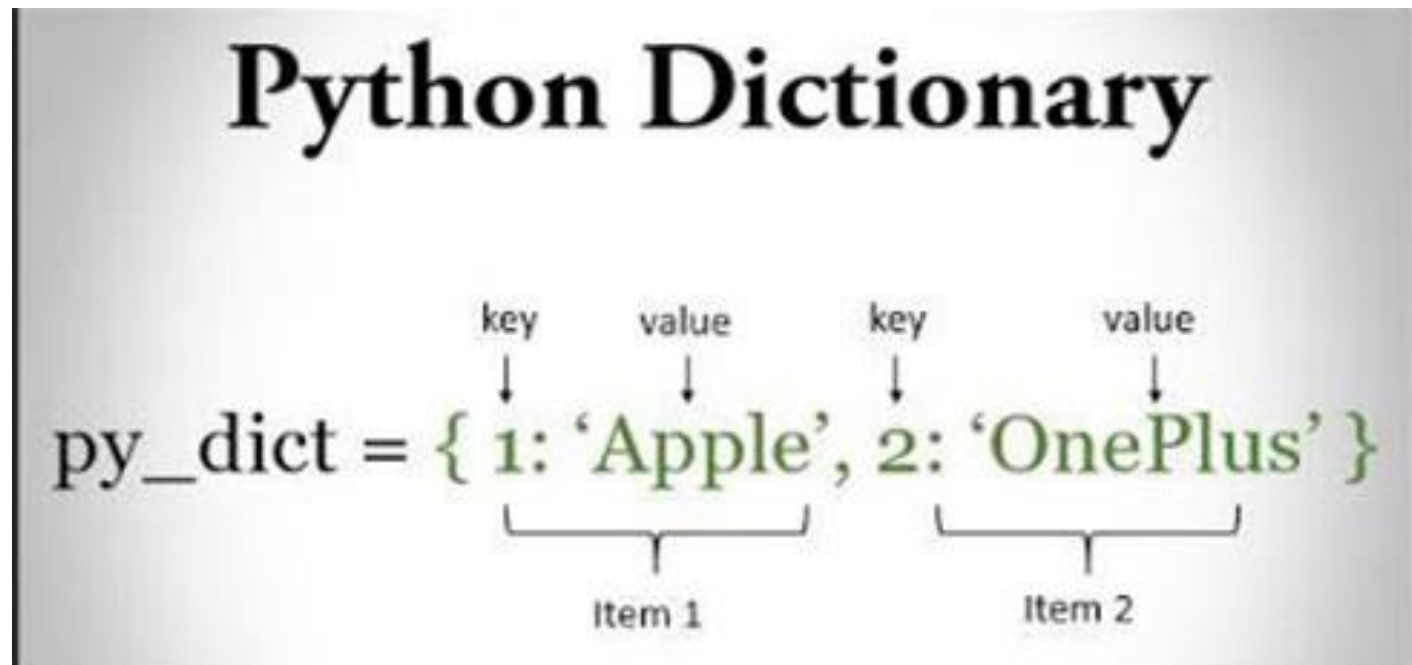 Python Dictionary
key value key value
py_dict = { 1: ‘Apple’, 2: ‘OnePlus’ }
Item 1 Item 2